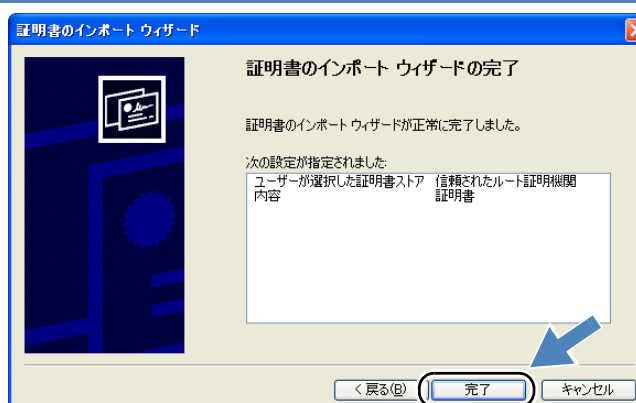 証明書のインポート ウィザード
証明書のインポート ウィザードの完了
証明書のインポート ウィザードが正常に完了しました。
次の設定が指定されました:
ユーザーが選択した証明書ストア 信頼されたルート証明機関
内容 証明書
< 戻る(B) 完了 キャンセル